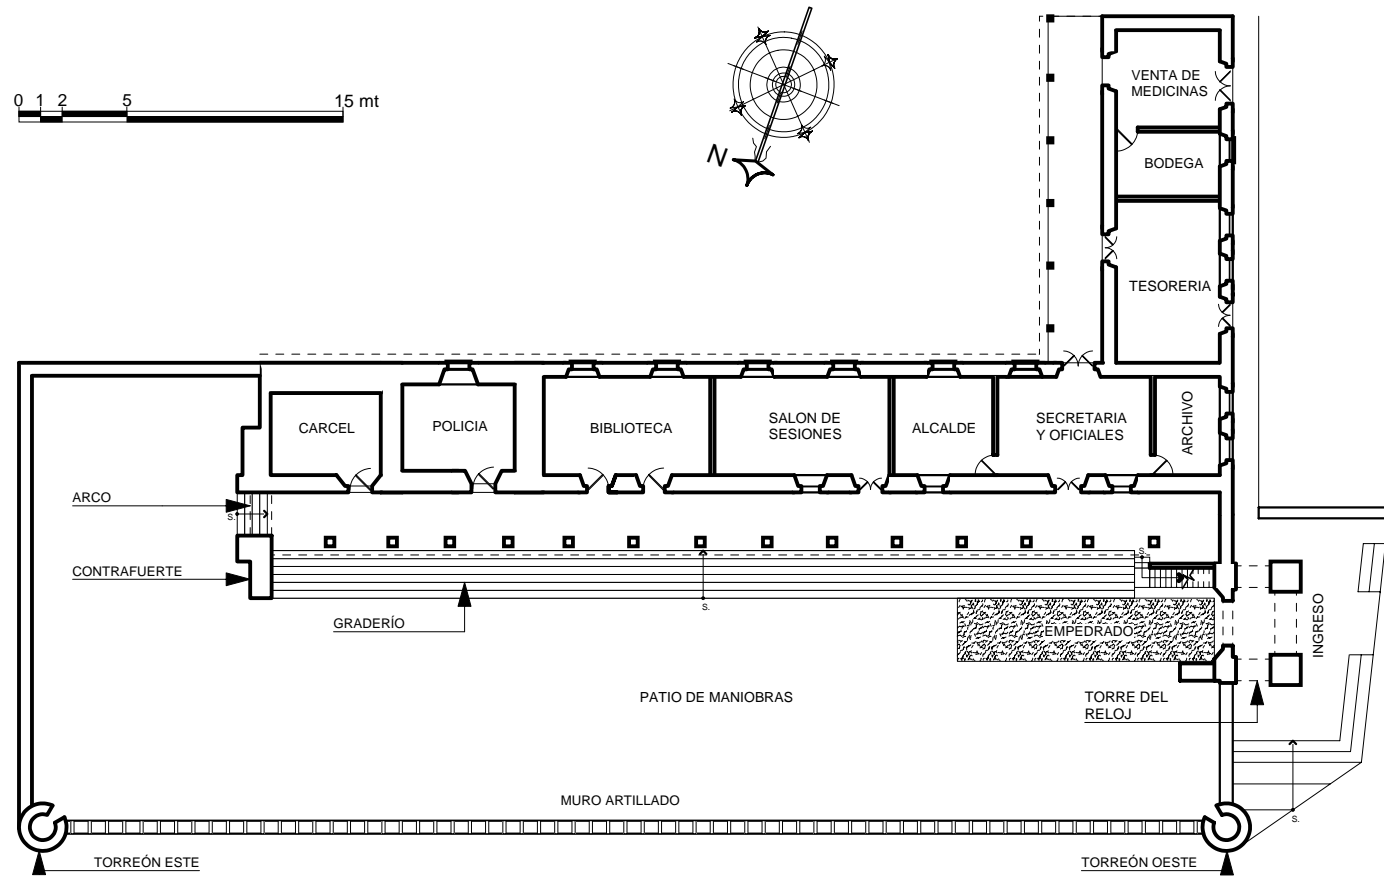 0 1 2 5 15 mt
N
VENTA DE
MEDICINAS
BODEGA
TESORERIA
CARCEL
POLICIA
BIBLIOTECA
SALON DE
SESIONES
ALCALDE
SECRETARIA
Y OFICIALES
ARCHIVO
ARCO
S.
CONTRAFUERTE
GRADERÍO
S.
S.
EMPEDRADO
INGRESO
PATIO DE MANIOBRAS
TORRE DEL
RELOJ
MURO ARTILLADO
S.
TORREÓN ESTE
TORREÓN OESTE